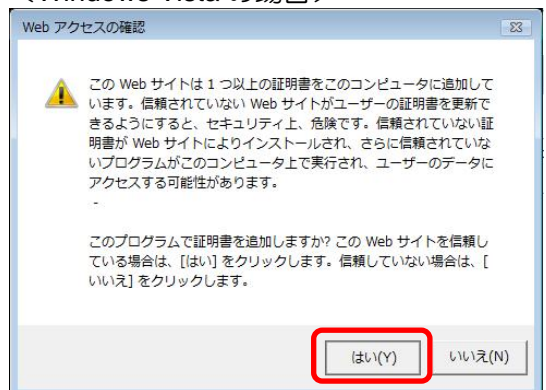 (Windows Vista の場合)
Web アクセスの確認
この Web サイトは 1 つ以上の証明書をこのコンピュータに追加して
います。信頼されていない Web サイトがユーザーの証明書を更新で
きるようにすると、セキュリティ上、危険です。信頼されていない証
明書が Web サイトによりインストールされ、さらに信頼されていな
いプログラムがこのコンピュータ上で実行され、ユーザーのデータに
アクセスする可能性があります。
-
このプログラムで証明書を追加しますか? この Web サイトを信頼し
ている場合は、[はい] をクリックします。信頼していない場合は、[
いいえ] をクリックします。
はい(Y)
いいえ(N)